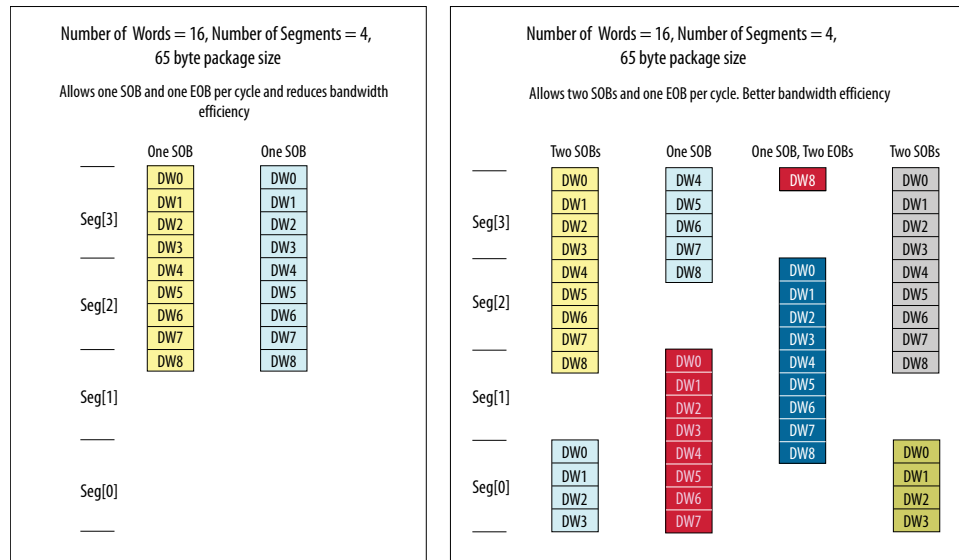 Number of Words = 16, Number of Segments = 4,
65 byte package size
Allows one SOB and one EOB per cycle and reduces bandwidth
efficiency
One SOB
One SOB
Seg[3]
Seg[2]
Seg[1]
Seg[0]
DW0
DW1
DW2
DW3
DW4
DW5
DW6
DW7
DW8
DW0
DW1
DW2
DW3
DW4
DW5
DW6
DW7
DW8
Number of Words = 16, Number of Segments = 4,
65 byte package size
Allows two SOBs and one EOB per cycle. Better bandwidth efficiency
Two SOBs
One SOB
One SOB, Two EOBs
Two SOBs
Seg[3]
Seg[2]
Seg[1]
Seg[0]
DW0
DW1
DW2
DW3
DW4
DW5
DW6
DW7
DW8
DW0
DW1
DW2
DW3
DW4
DW5
DW6
DW7
DW8
DW0
DW1
DW2
DW3
DW4
DW5
DW6
DW7
DW8
DW0
DW1
DW2
DW3
DW4
DW5
DW6
DW7
DW8
DW0
DW1
DW2
DW3
DW4
DW5
DW6
DW7
DW8
DW0
DW1
DW2
DW3